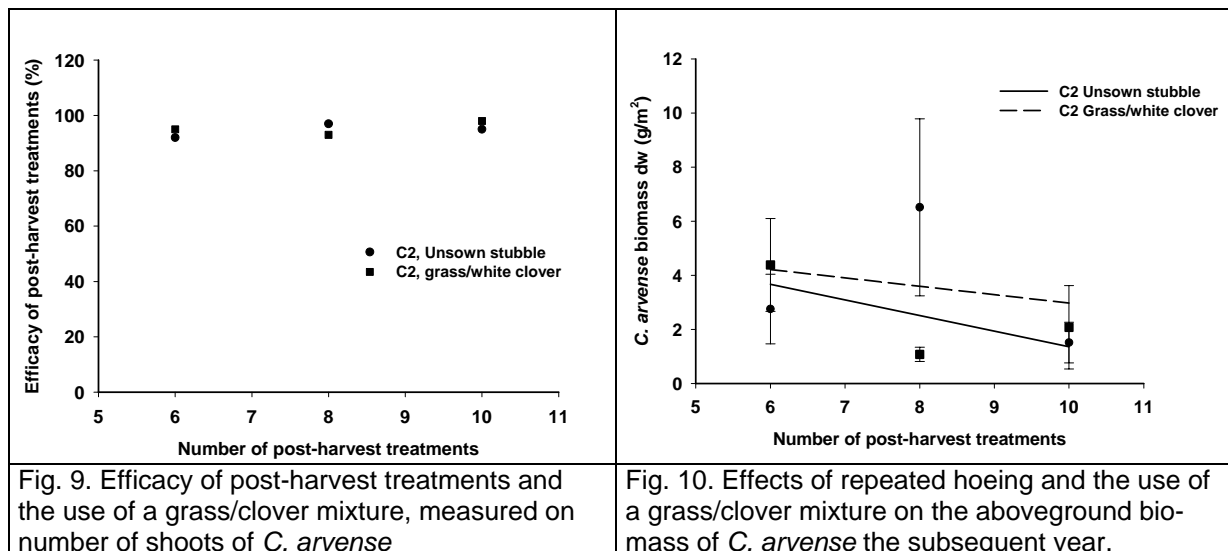 120
100
80
60
40
20
0
Efficacy of post-harvest treatments (%)
C2, Unsown stubble
C2, grass/white clover
5 6 7 8 9 10 11
Number of post-harvest treatments
Fig. 9. Efficacy of post-harvest treatments and
the use of a grass/clover mixture, measured on
number of shoots of C. arvense
12
10
8
6
4
2
0
C. arvense biomass dw (g/m²)
C2 Unsown stubble
C2 Grass/white clover
5 6 7 8 9 10 11
Number of post-harvest treatments
Fig. 10. Effects of repeated hoeing and the use of
a grass/clover mixture on the aboveground bio-
mass of C. arvense the subsequent year.